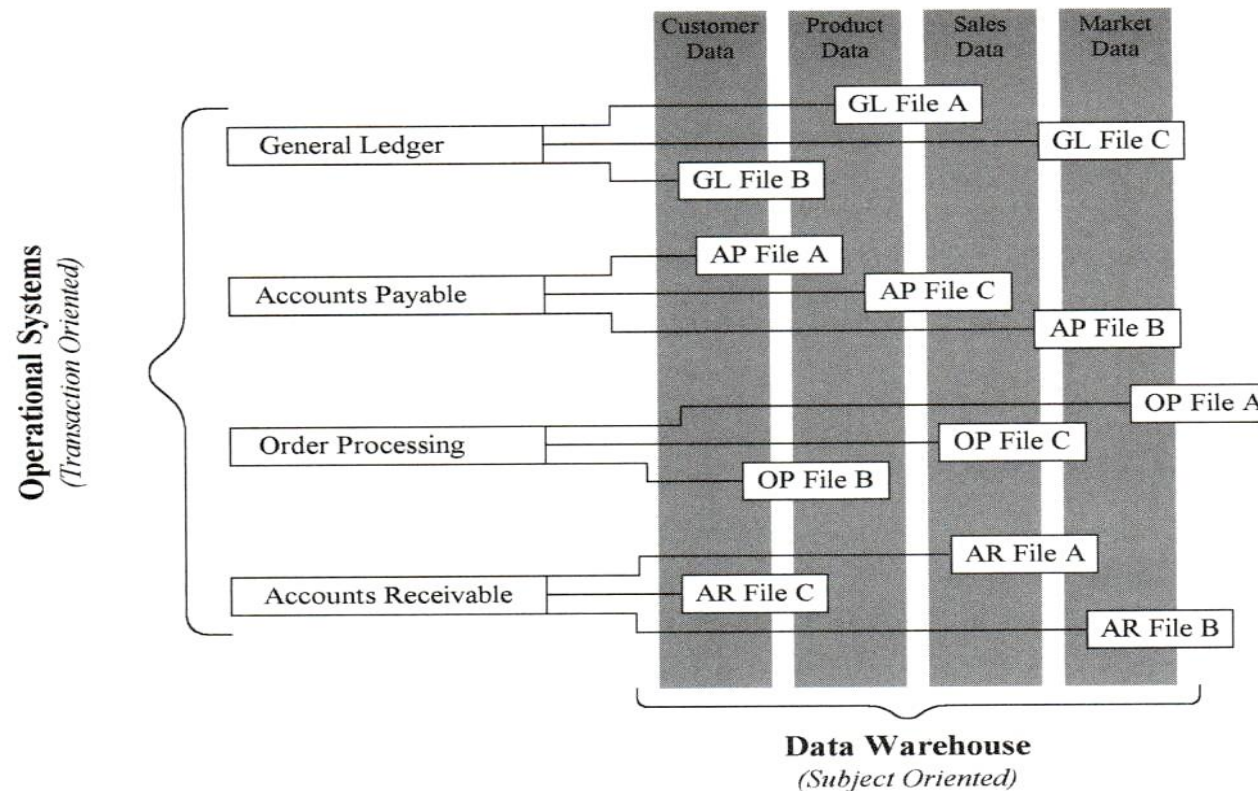 Customer
Data
Product
Data
Sales
Data
Market
Data
Operational Systems
(Transaction Oriented)
General Ledger
GL File A
GL File C
GL File B
Accounts Payable
AP File A
AP File C
AP File B
Order Processing
OP File A
OP File C
OP File B
Accounts Receivable
AR File A
AR File C
AR File B
Data Warehouse
(Subject Oriented)